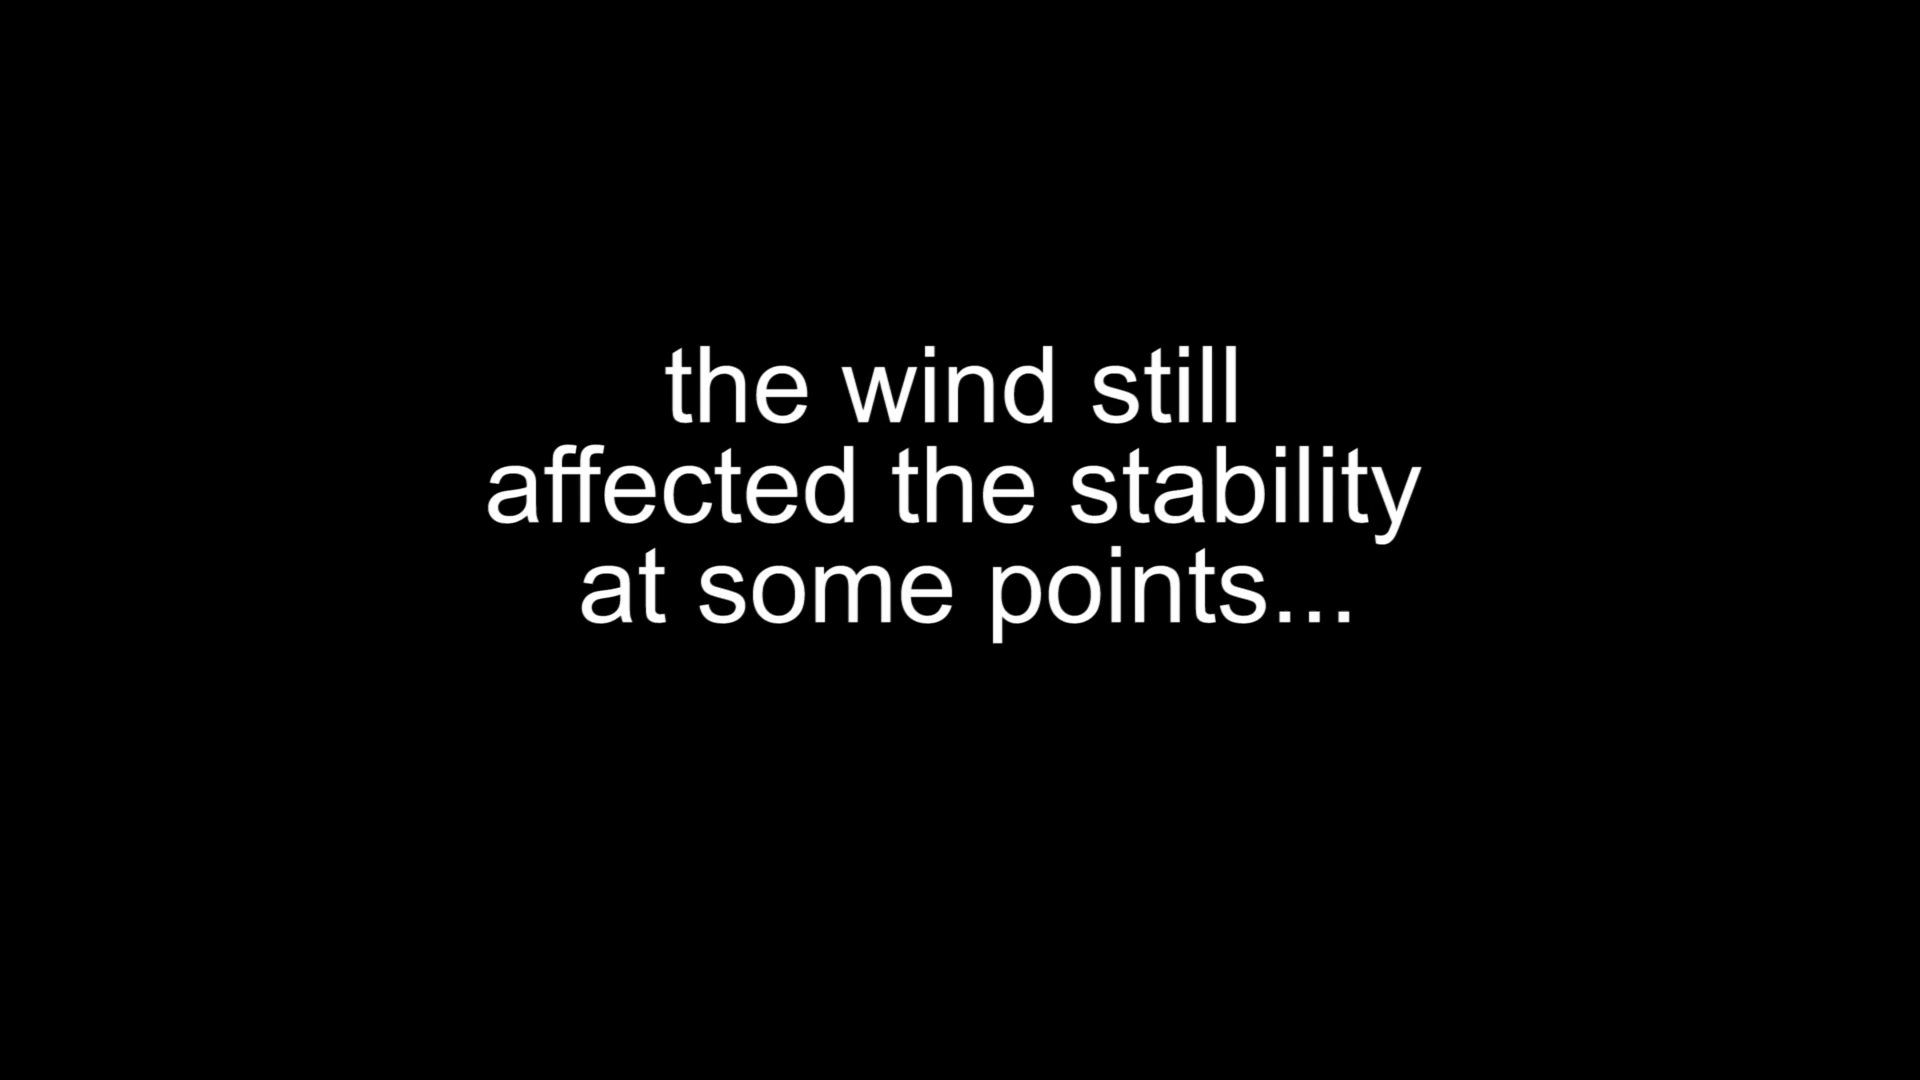 the wind still
affected the stability
at some points...